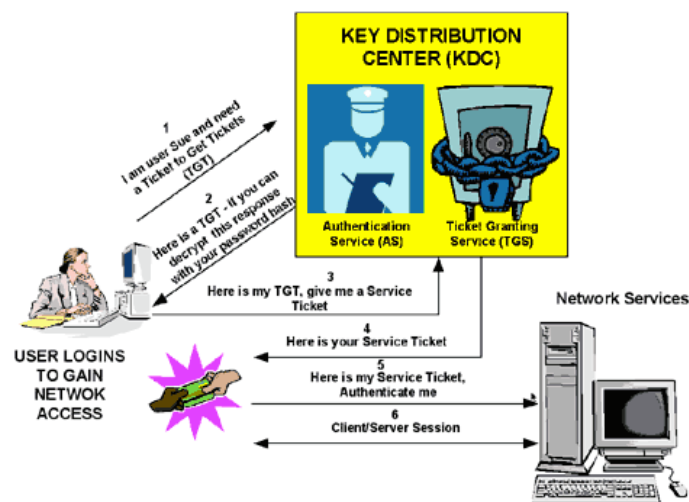 KEY DISTRIBUTION
CENTER (KDC)
Authentication
Service (AS)
Ticket Granting
Service (TGS)
1
I am user Sue and need
a Ticket to Get Tickets
(TGT)
2
Here is a TGT - If you can
decrypt this response
with your password hash
3
Here is my TGT, give me a Service
Ticket
4
Here is your Service Ticket
5
Here is my Service Ticket,
Authenticate me
6
Client/Server Session
USER LOGINS
TO GAIN
NETWOK
ACCESS
Network Services